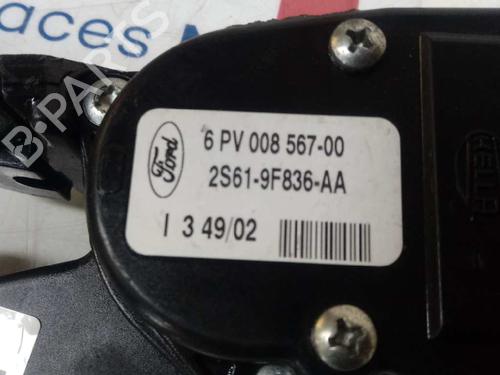 aces M
B-PARTS
Ford
6 PV 008 567-00
2S61-9F836-AA
I 3 49/02
HELLA